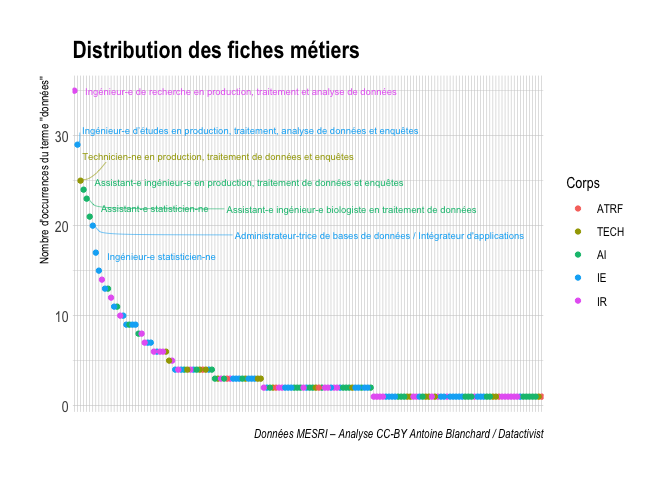 Distribution des fiches métiers
Nombre d'occurrences du terme "données"
30
20
10
0
Ingénieur-e de recherche en production, traitement et analyse de données
Ingénieur-e d'études en production, traitement, analyse de données et enquêtes
Technicien-ne en production, traitement de données et enquêtes
Assistant-e ingénieur-e en production, traitement de données et enquêtes
Assistant-e statisticien-ne
Assistant-e ingénieur-e biologiste en traitement de données
Administrateur-trice de bases de données / Intégrateur d'applications
Ingénieur-e statisticien-ne
Corps
ATRF
TECH
AI
IE
IR
Données MESRI – Analyse CC-BY Antoine Blanchard / Datactivist